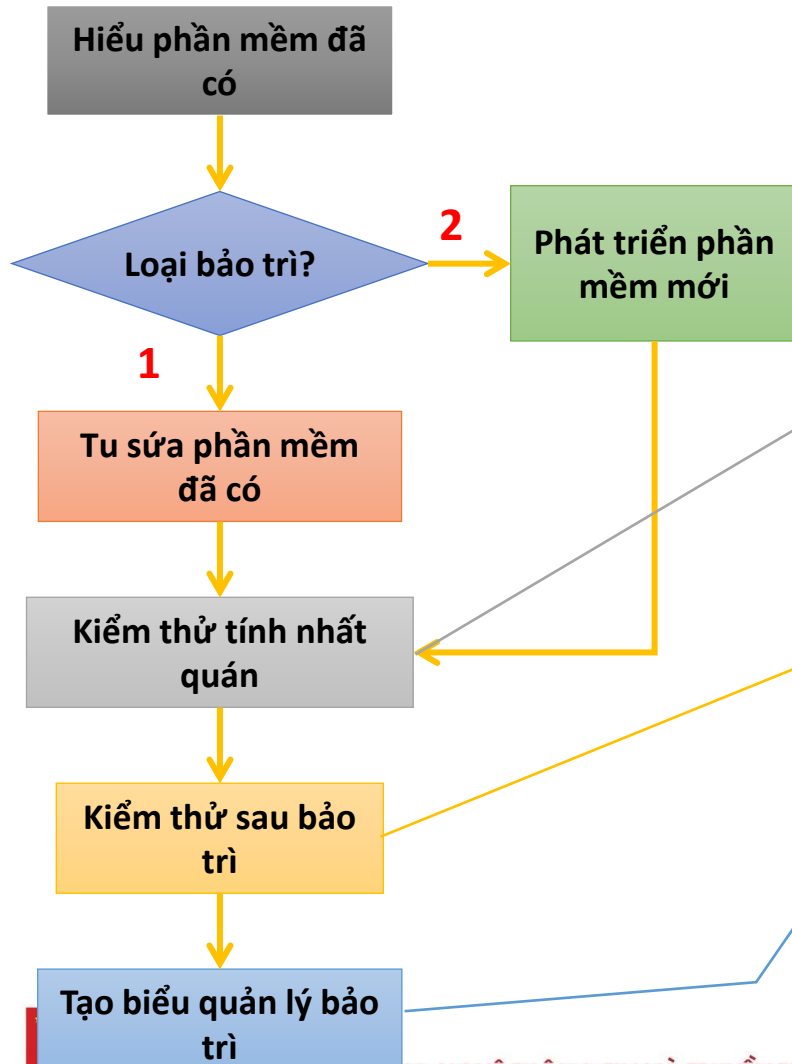 Hiểu phần mềm đã
có
Loại bảo trì?
2
Phát triển phần
mềm mới
1
Tu sứa phần mềm
đã có
Kiểm thử tính nhất
quán
Kiểm thử sau bảo
trì
Tạo biểu quản lý bảo
trì